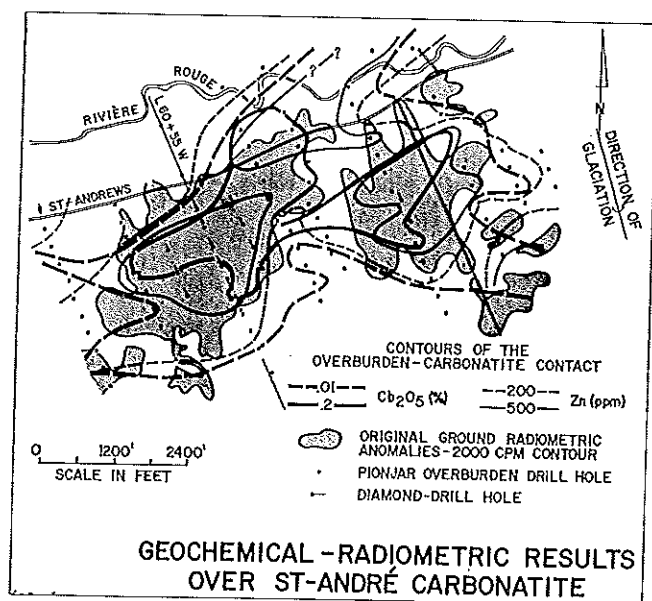 ? ?
ROUGE
RIVIÈRE
L 60 + 55 W
ST-ANDREWS
N
DIRECTION OF
GLACIATION
CONTOURS OF THE
OVERBURDEN-CARBONATITE CONTACT
.01 Cb₂O₅ (%) 200 Zn (ppm)
.2 500
ORIGINAL GROUND RADIOMETRIC
ANOMALIES-2000 CPM CONTOUR
PIONJAR OVERBURDEN DRILL HOLE
DIAMOND-DRILL HOLE
0 1200' 2400'
SCALE IN FEET
GEOCHEMICAL-RADIOMETRIC RESULTS
OVER ST-ANDRÉ CARBONATITE